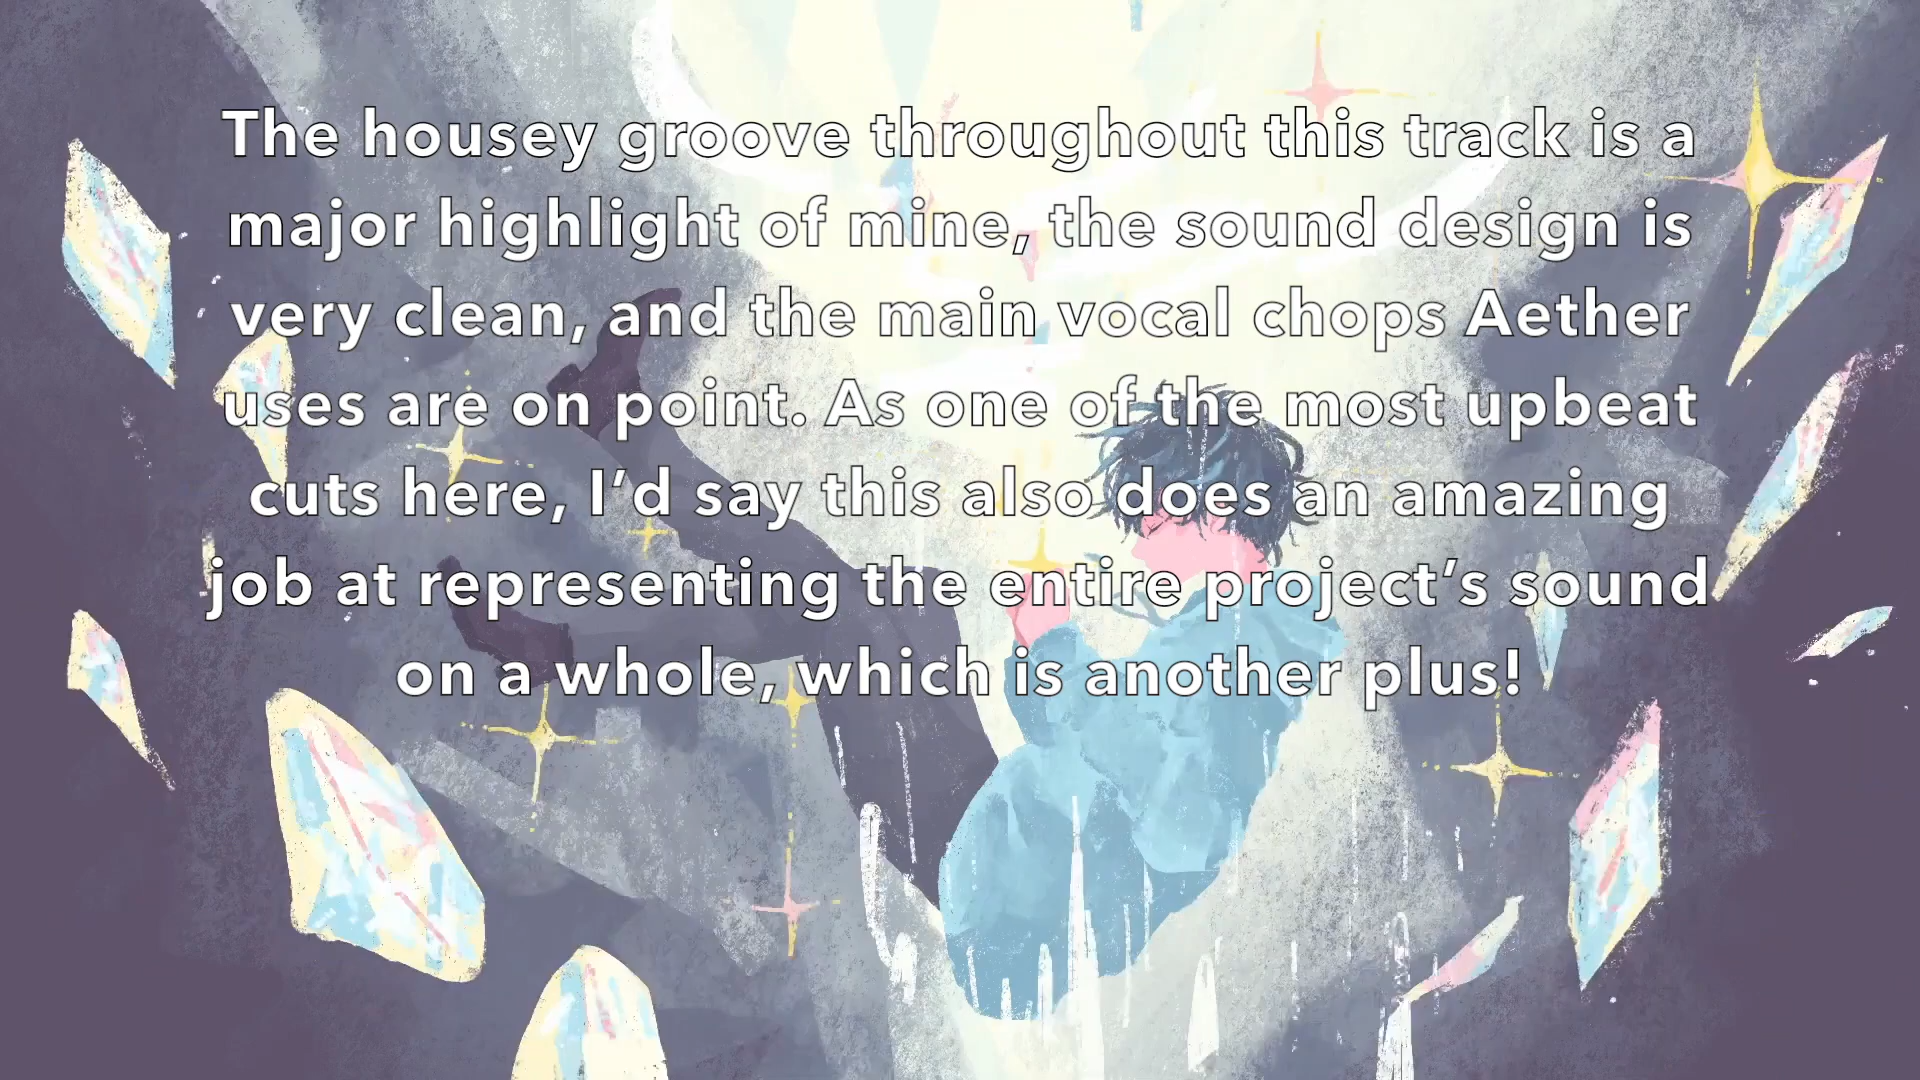 The housey groove throughout this track is a
major highlight of mine, the sound design is
very clean, and the main vocal chops Aether
uses are on point. As one of the most upbeat
cuts here, I’d say this also does an amazing
job at representing the entire project’s sound
on a whole, which is another plus!